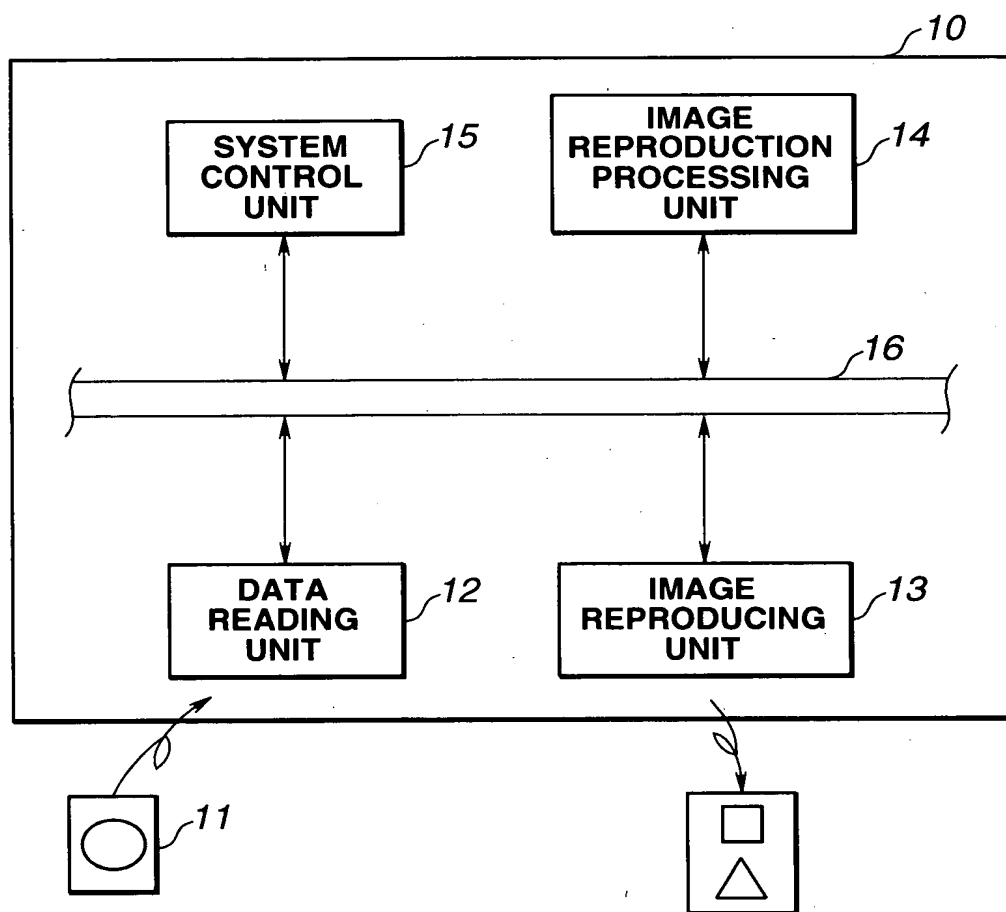 10
SYSTEM
CONTROL
UNIT
15
IMAGE
REPRODUCTION
PROCESSING
UNIT
14
16
DATA
READING
UNIT
12
IMAGE
REPRODUCING
UNIT
13
11